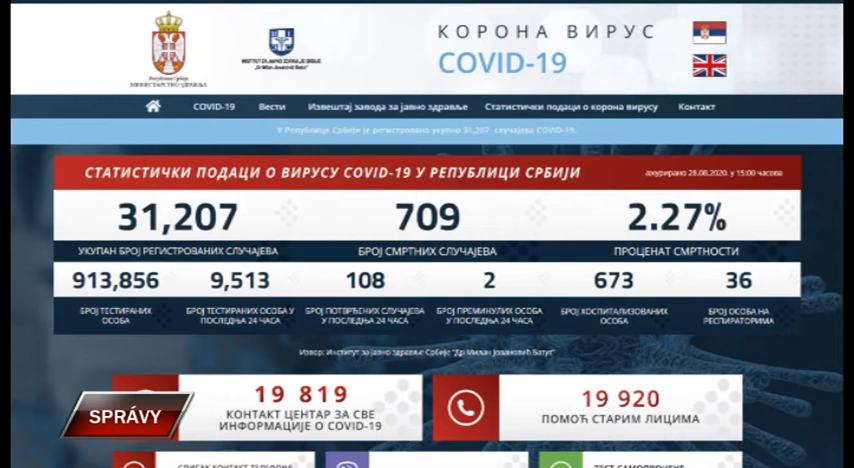 КОРОНА ВИРУС
COVID-19
Република Србија
МИНИСТАРСТВО ЗДРАВЉА
COVID-19 Вести Извештај завода за јавно здравље Статистички подаци о корона вирусу Контакт
У Републици Србији је регистровано укупно 31,207 случајева COVID-19.
СТАТИСТИЧКИ ПОДАЦИ О ВИРУСУ COVID-19 У РЕПУБЛИЦИ СРБИЈИ
ажурирано 28.08.2020. у 15:00 часова
31,207 709 2.27%
УКУПАН БРОЈ РЕГИСТРОВАНИХ СЛУЧАЈЕВА БРОЈ СМРТНИХ СЛУЧАЈЕВА ПРОЦЕНАТ СМРТНОСТИ
913,856 9,513 108 2 673 36
БРОЈ ТЕСТИРАНИХ БРОЈ ТЕСТИРАНИХ ОСОБА У БРОЈ ПОТВРЂЕНИХ СЛУЧАЈЕВА БРОЈ ПРЕМИНУЛИХ ОСОБА БРОЈ ХОСПИТАЛИЗОВАНИХ БРОЈ ОСОБА НА
ОСОБА ПОСЛЕДЊА 24 ЧАСА У ПОСЛЕДЊА 24 ЧАСА У ПОСЛЕДЊА 24 ЧАСА ОСОБА РЕСПИРАТОРИМА
Извор: Институт за јавно здравље Србије "Др Милан Јовановић Батут"
19 819
КОНТАКТ ЦЕНТАР ЗА СВЕ
ИНФОРМАЦИЈЕ О COVID-19
19 920
ПОМОЋ СТАРИМ ЛИЦИМА
SPRÁVY